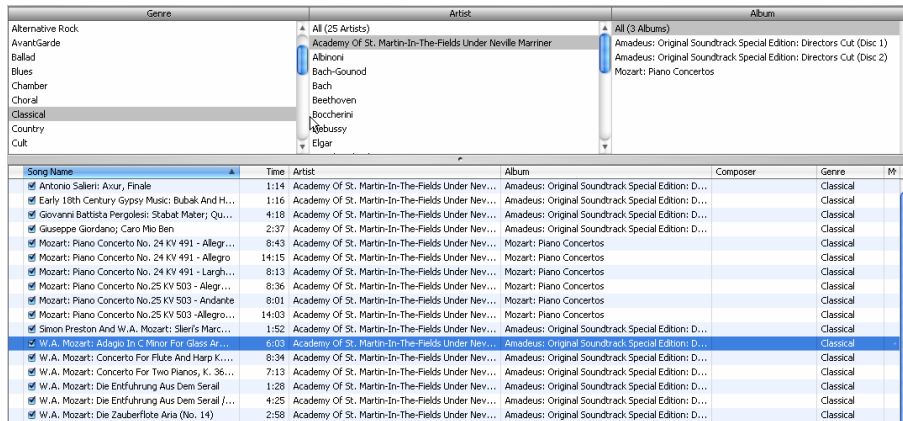 Genre Artist Album
Alternative Rock All (25 Artists) All (3 Albums)
AvantGarde Academy Of St. Martin-In-The-Fields Under Neville Marriner Amadeus: Original Soundtrack Special Edition: Directors Cut (Disc 1)
Ballad Albinoni Amadeus: Original Soundtrack Special Edition: Directors Cut (Disc 2)
Blues Bach-Gounod Mozart: Piano Concertos
Chamber Bach
Choral Beethoven
Classical Boccherini
Country Debussy
Cult Elgar
Song Name Time Artist Album Composer Genre
Antonio Salieri: Axur, Finale 1:14 Academy Of St. Martin-In-The-Fields Under Nev... Amadeus: Original Soundtrack Special Edition: D... Classical
Early 18th Century Gypsy Music: Bubak And H... 1:16 Academy Of St. Martin-In-The-Fields Under Nev... Amadeus: Original Soundtrack Special Edition: D... Classical
Giovanni Battista Pergolesi: Stabat Mater; Qu... 4:18 Academy Of St. Martin-In-The-Fields Under Nev... Amadeus: Original Soundtrack Special Edition: D... Classical
Giuseppe Giordano; Caro Mio Ben 2:37 Academy Of St. Martin-In-The-Fields Under Nev... Amadeus: Original Soundtrack Special Edition: D... Classical
Mozart: Piano Concerto No. 24 KV 491 - Allegr... 8:43 Academy Of St. Martin-In-The-Fields Under Nev... Mozart: Piano Concertos Classical
Mozart: Piano Concerto No. 24 KV 491 - Allegro 14:15 Academy Of St. Martin-In-The-Fields Under Nev... Mozart: Piano Concertos Classical
Mozart: Piano Concerto No. 24 KV 491 - Largh... 8:13 Academy Of St. Martin-In-The-Fields Under Nev... Mozart: Piano Concertos Classical
Mozart: Piano Concerto No.25 KV 503 - Alegr... 8:36 Academy Of St. Martin-In-The-Fields Under Nev... Mozart: Piano Concertos Classical
Mozart: Piano Concerto No.25 KV 503 - Andante 8:01 Academy Of St. Martin-In-The-Fields Under Nev... Mozart: Piano Concertos Classical
Mozart: Piano Concerto No.25 KV 503 -Allegro... 14:03 Academy Of St. Martin-In-The-Fields Under Nev... Mozart: Piano Concertos Classical
Simon Preston And W.A. Mozart: Slieri's Marc... 1:52 Academy Of St. Martin-In-The-Fields Under Nev... Amadeus: Original Soundtrack Special Edition: D... Classical
W.A. Mozart: Adagio In C Minor For Glass Ar... 6:03 Academy Of St. Martin-In-The-Fields Under Nev... Amadeus: Original Soundtrack Special Edition: D... Classical
W.A. Mozart: Concerto For Flute And Harp K.... 8:34 Academy Of St. Martin-In-The-Fields Under Nev... Amadeus: Original Soundtrack Special Edition: D... Classical
W.A. Mozart: Concerto For Two Pianos, K. 36... 7:13 Academy Of St. Martin-In-The-Fields Under Nev... Amadeus: Original Soundtrack Special Edition: D... Classical
W.A. Mozart: Die Entfuhrung Aus Dem Serail 1:28 Academy Of St. Martin-In-The-Fields Under Nev... Amadeus: Original Soundtrack Special Edition: D... Classical
W.A. Mozart: Die Entfuhrung Aus Dem Serail /... 4:25 Academy Of St. Martin-In-The-Fields Under Nev... Amadeus: Original Soundtrack Special Edition: D... Classical
W.A. Mozart: Die Zauberflote Aria (No. 14) 2:58 Academy Of St. Martin-In-The-Fields Under Nev... Amadeus: Original Soundtrack Special Edition: D... Classical